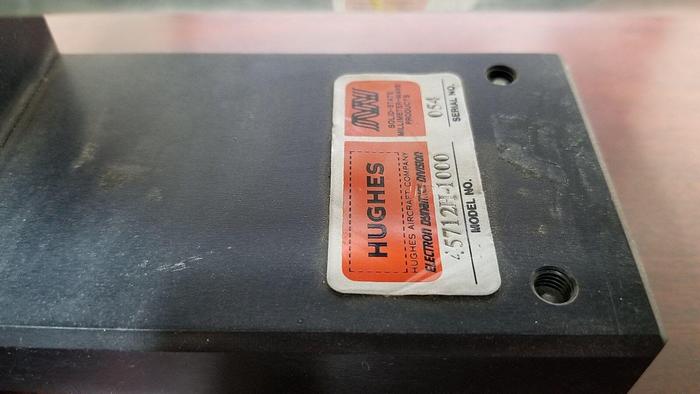 HUGHES
HUGHES AIRCRAFT COMPANY
ELECTRON DYNAMICS DIVISION
45712H-1000
MODEL NO.
SOLID-STATE
MILLIMETER-WAVE
PRODUCTS
054
SERIAL NO.